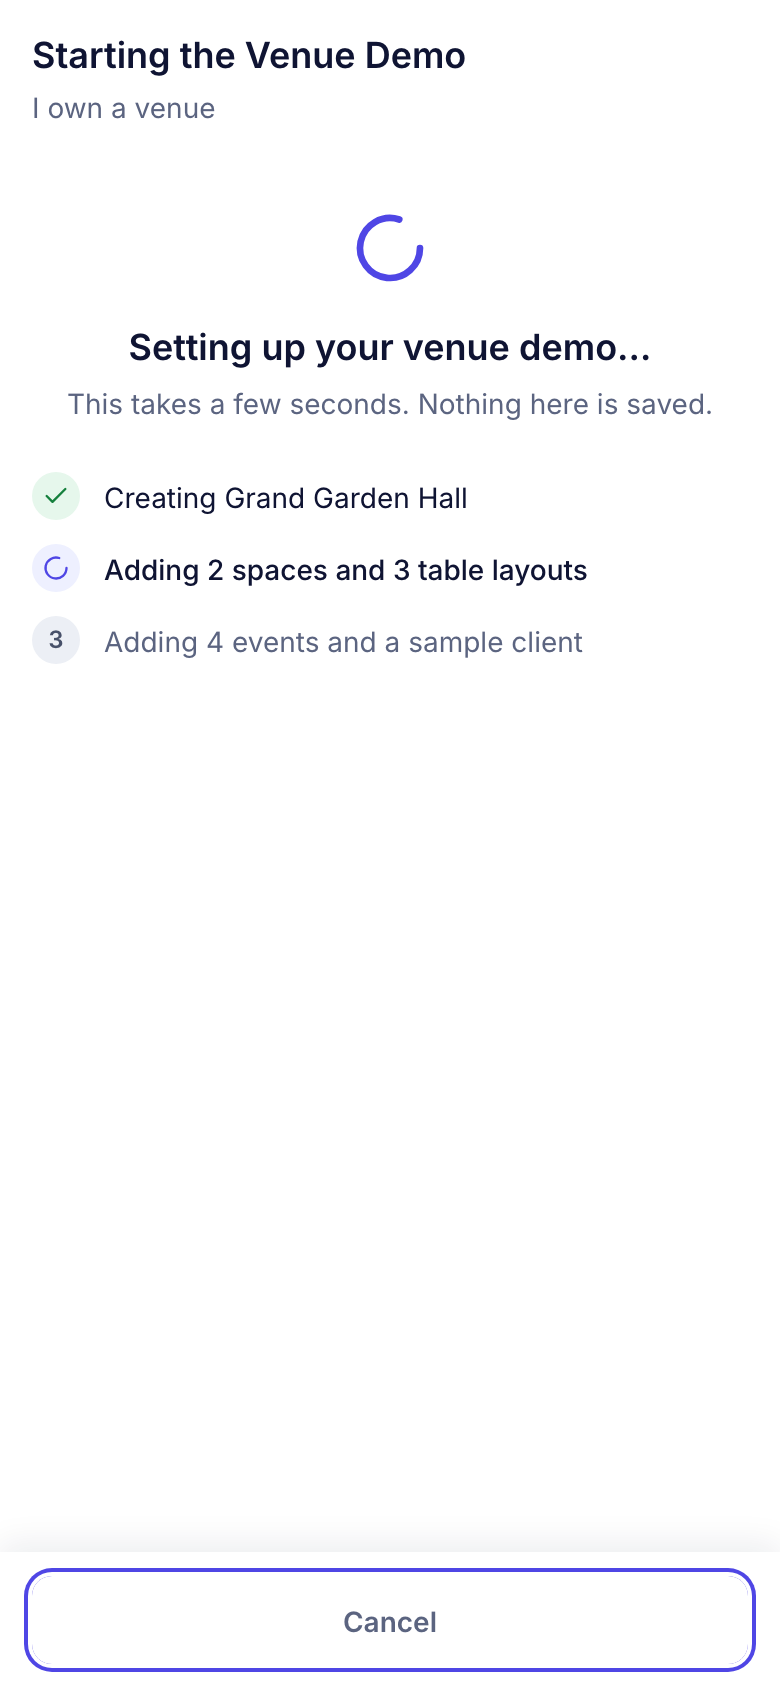 Starting the Venue Demo
I own a venue
Setting up your venue demo...
This takes a few seconds. Nothing here is saved.
Creating Grand Garden Hall
Adding 2 spaces and 3 table layouts
3 Adding 4 events and a sample client
Cancel